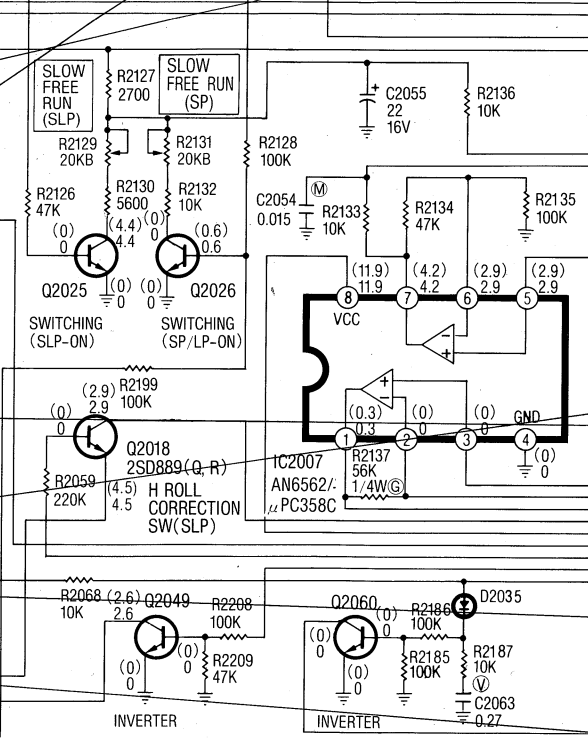 SLOW
FREE
RUN
(SLP)
R2127
2700
SLOW
FREE RUN
(SP)
C2055
22
16V
R2136
10K
R2129
20KB
R2131
20KB
R2128
100K
R2126
47K
R2130
5600
R2132
10K
C2054
0.015
M
R2133
10K
R2134
47K
R2135
100K
(0)
0
(4.4)
4.4
(0)
0
(0.6)
0.6
Q2025
(0)
0
(0)
0
Q2026
SWITCHING
(SLP-ON)
SWITCHING
(SP/LP-ON)
(11.9)
11.9
(4.2)
4.2
(2.9)
2.9
(2.9)
2.9
8
7
6
5
VCC
+
−
R2199
100K
(2.9)
2.9
(0)
0
Q2018
2SD889(Q, R)
(4.5)
4.5
H ROLL
CORRECTION
SW(SLP)
R2059
220K
+
−
(0.3)
0.3
(0)
0
(0)
0
GND
1
2
3
4
(0)
0
IC2007
AN6562/
μPC358C
R2137
56K
1/4W G
R2068
10K
(2.6)
2.6
Q2049
R2208
100K
(0)
0
(0)
0
R2209
47K
INVERTER
Q2060
(0)
0
(0)
0
(0)
0
R2186
100K
R2185
100K
D2035
R2187
10K
V
C2063
0.27
INVERTER